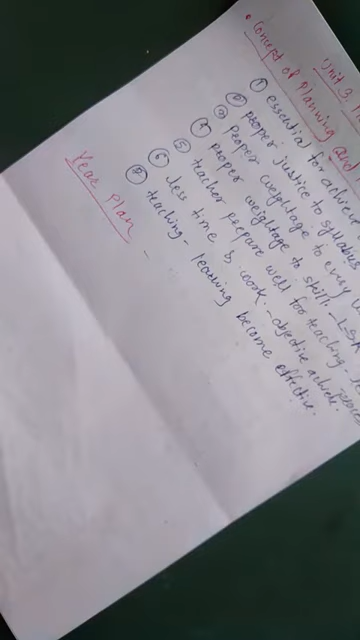 Unit 9.
• Concept of Planning and
① essential for achieve
② proper justice to syllabus
③ Proper weightage to every
④ proper weightage to skill - LSR
⑤ teacher prepare well for teaching -
⑥ less time & work - objective achieve
⑦ teaching - learning become effective.
Year plan